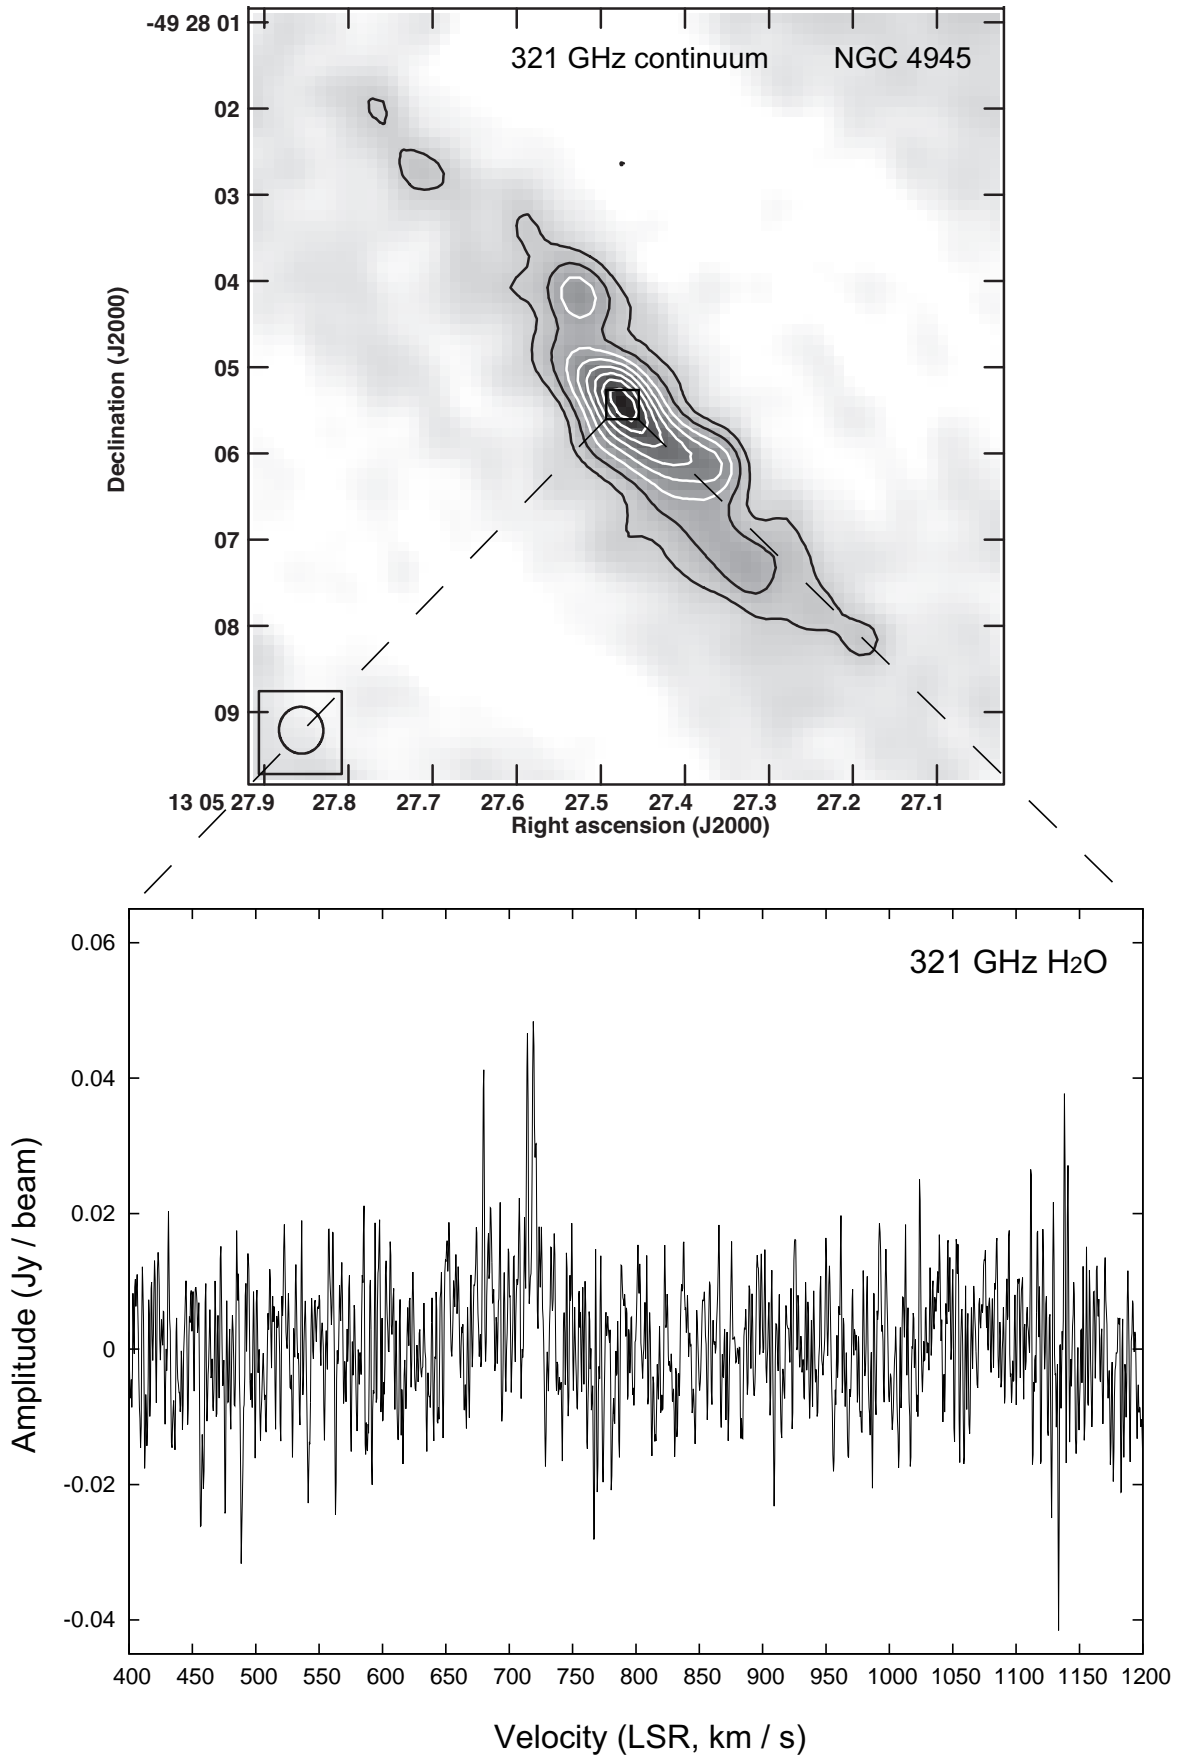 -49 28 01
321 GHz continuum NGC 4945
02
03
04
05
06
07
08
09
Declination (J2000)
13 05 27.9 27.8 27.7 27.6 27.5 27.4 27.3 27.2 27.1
Right ascension (J2000)
321 GHz H2O
0.06
0.04
0.02
0
-0.02
-0.04
Amplitude (Jy / beam)
400 450 500 550 600 650 700 750 800 850 900 950 1000 1050 1100 1150 1200
Velocity (LSR, km / s)